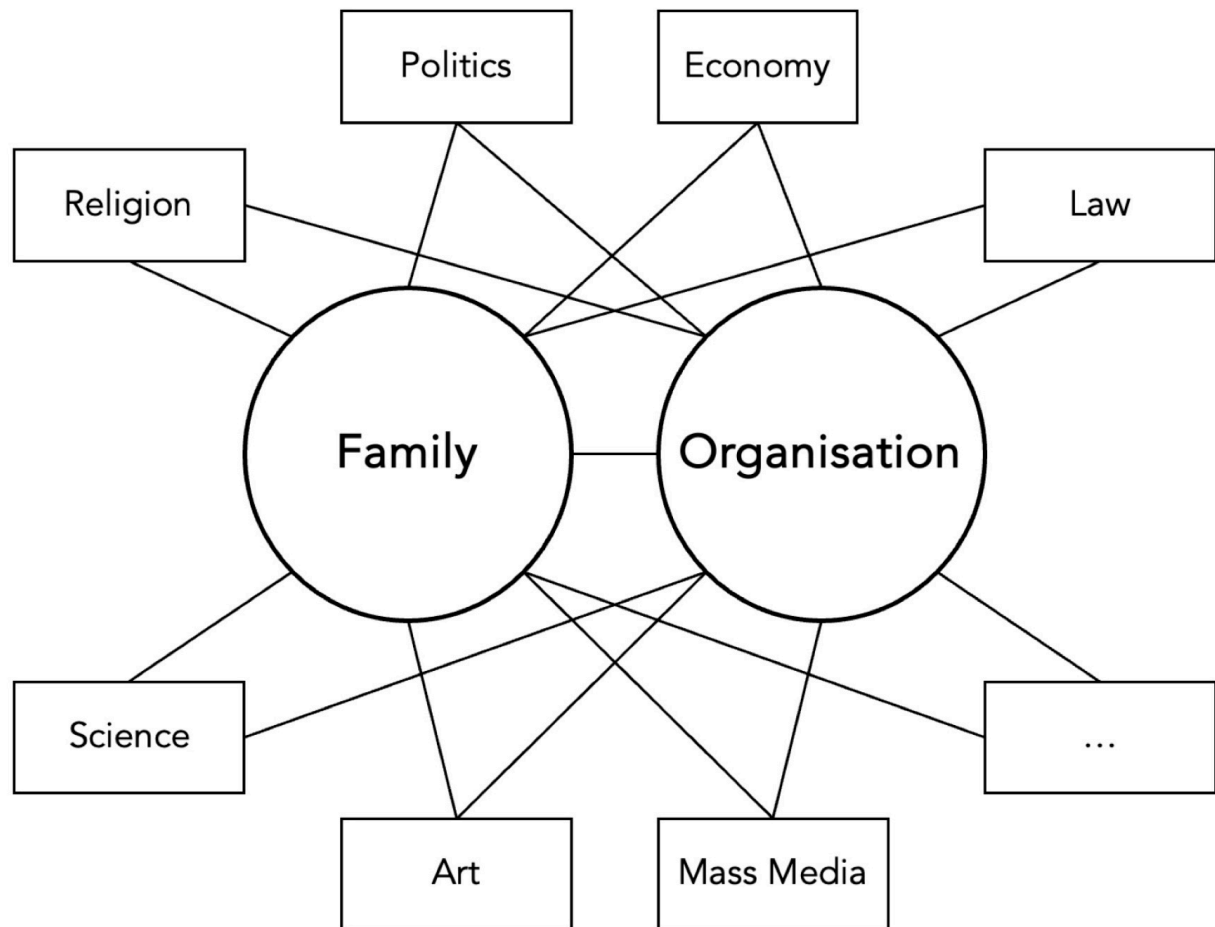 Politics
Economy
Religion
Law
Family
Organisation
Science
...
Art
Mass Media